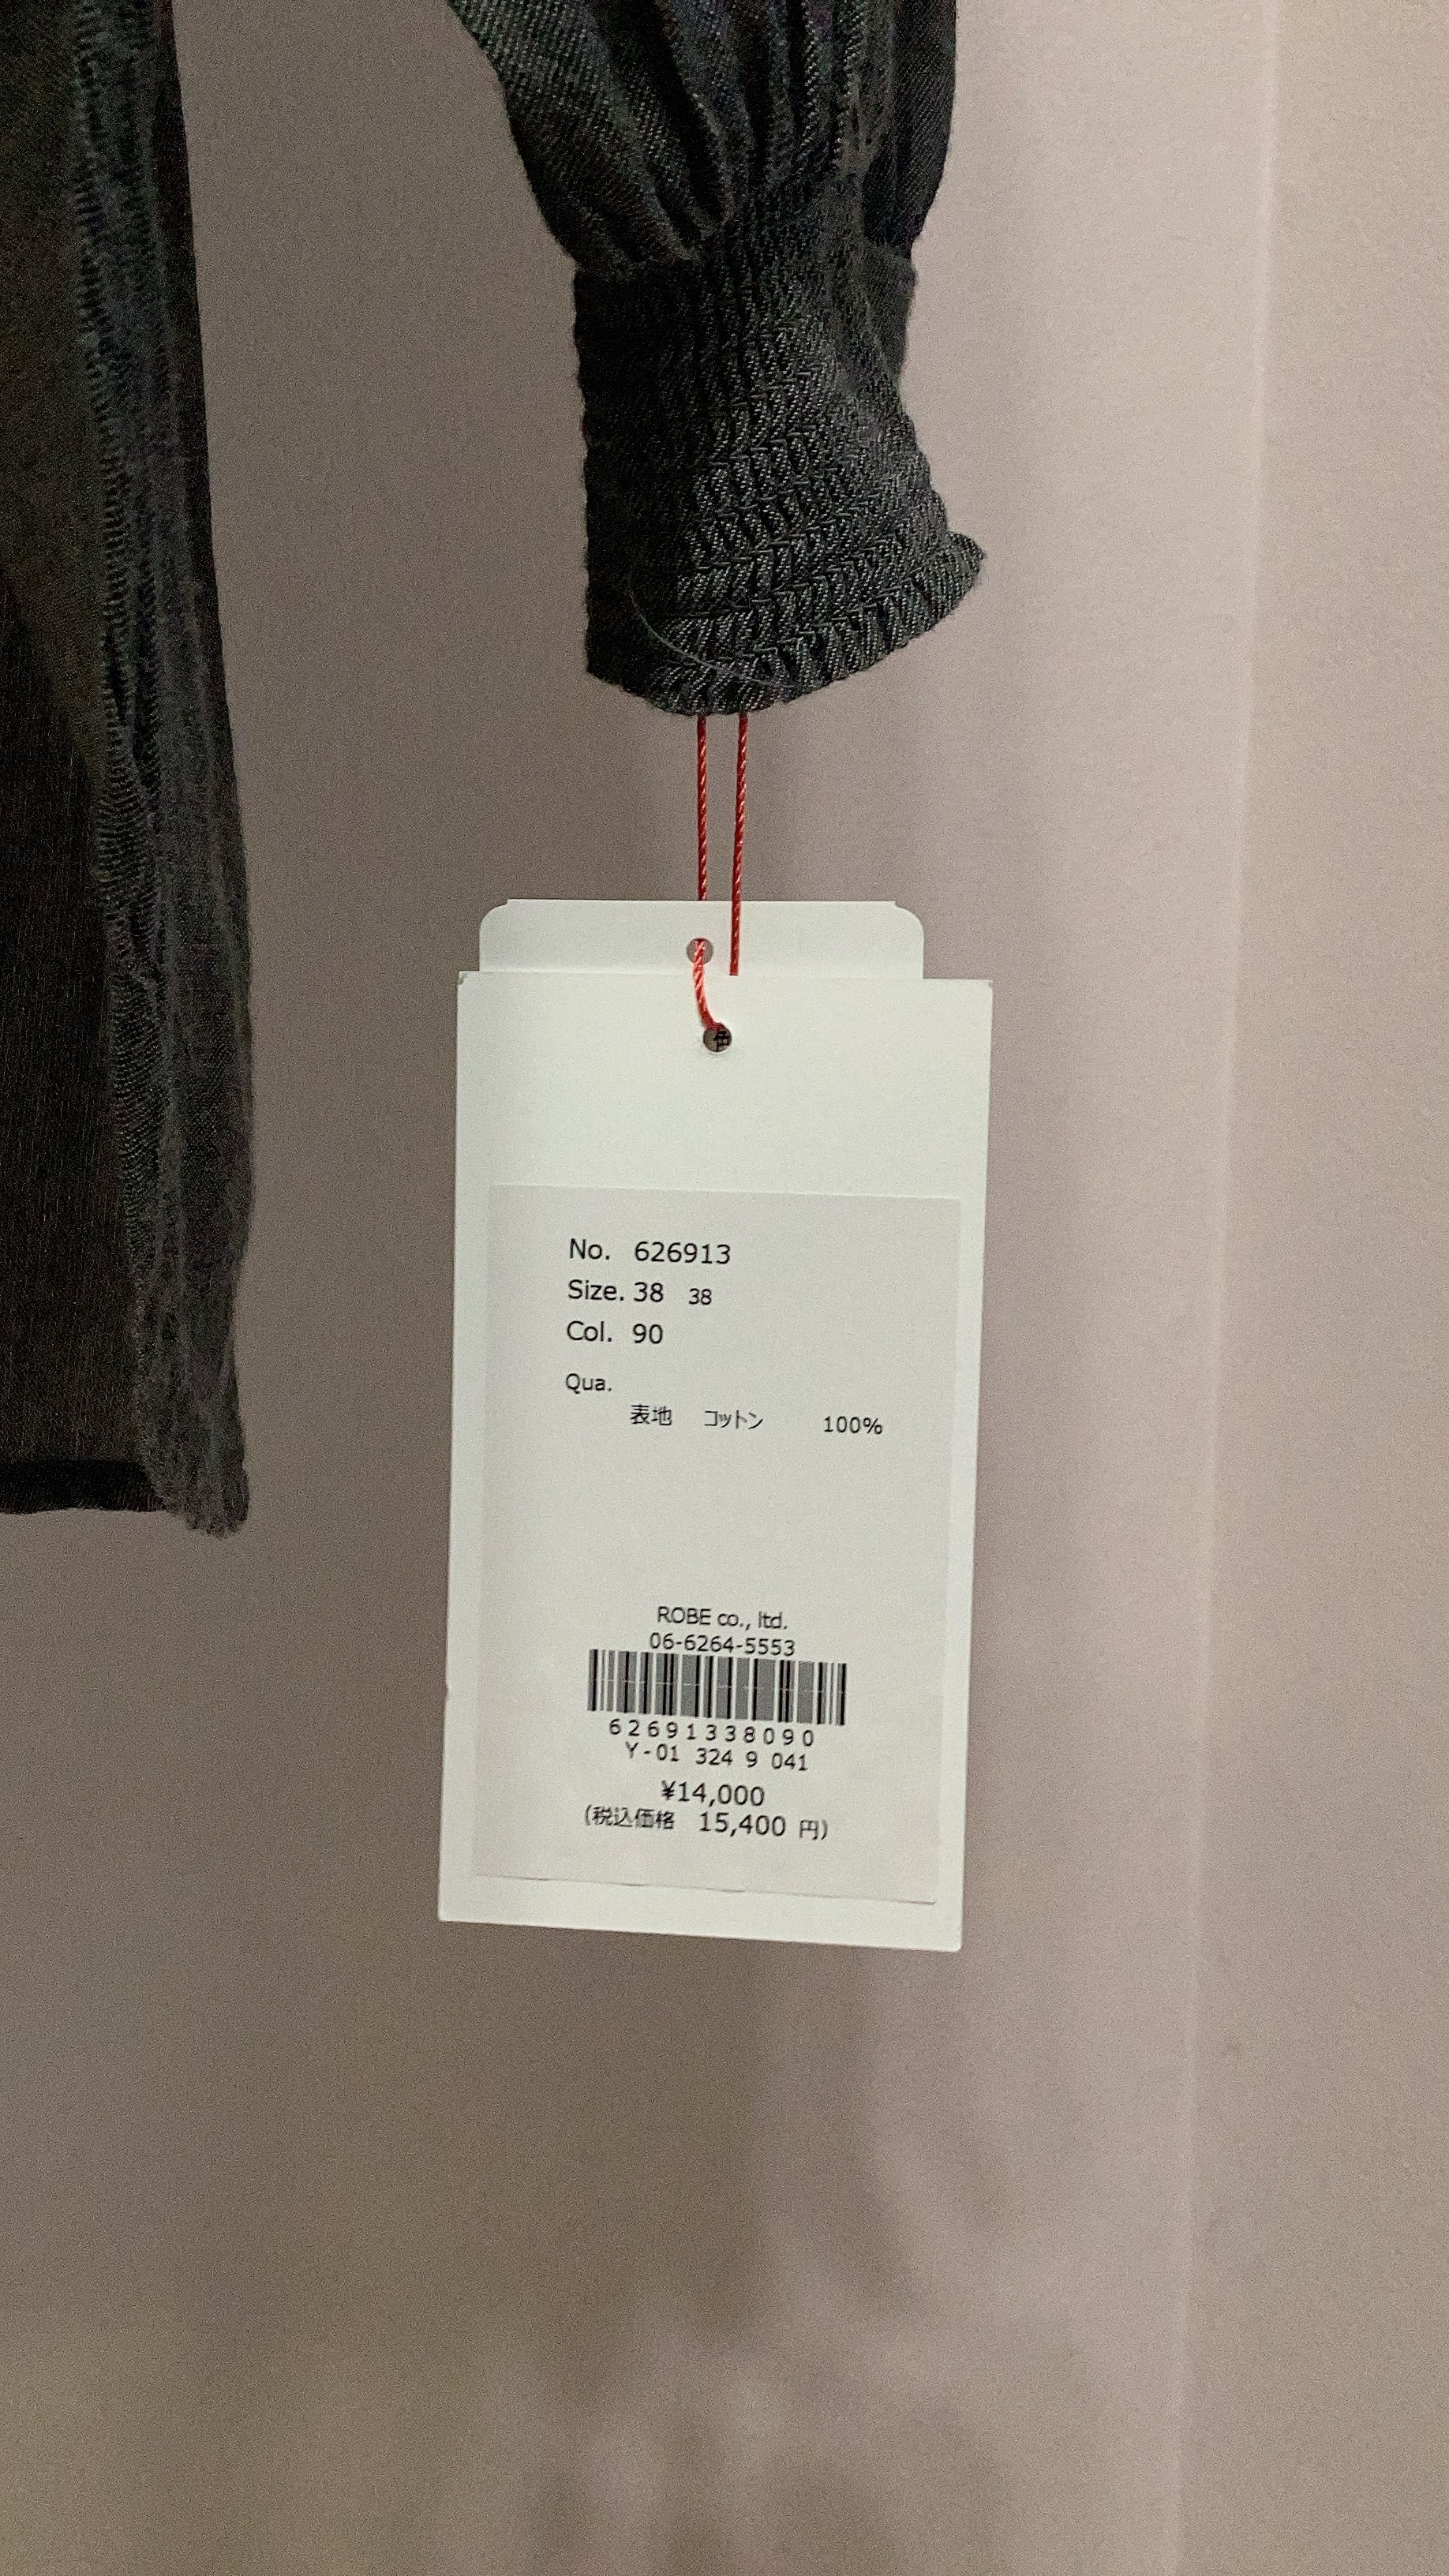 No. 626913
Size. 38 38
Col. 90
Qua.
表地 コットン 100%
ROBE co., ltd.
06-6264-5553
62691338090
Y-01 324 9 041
¥14,000
(税込価格 15,400 円)